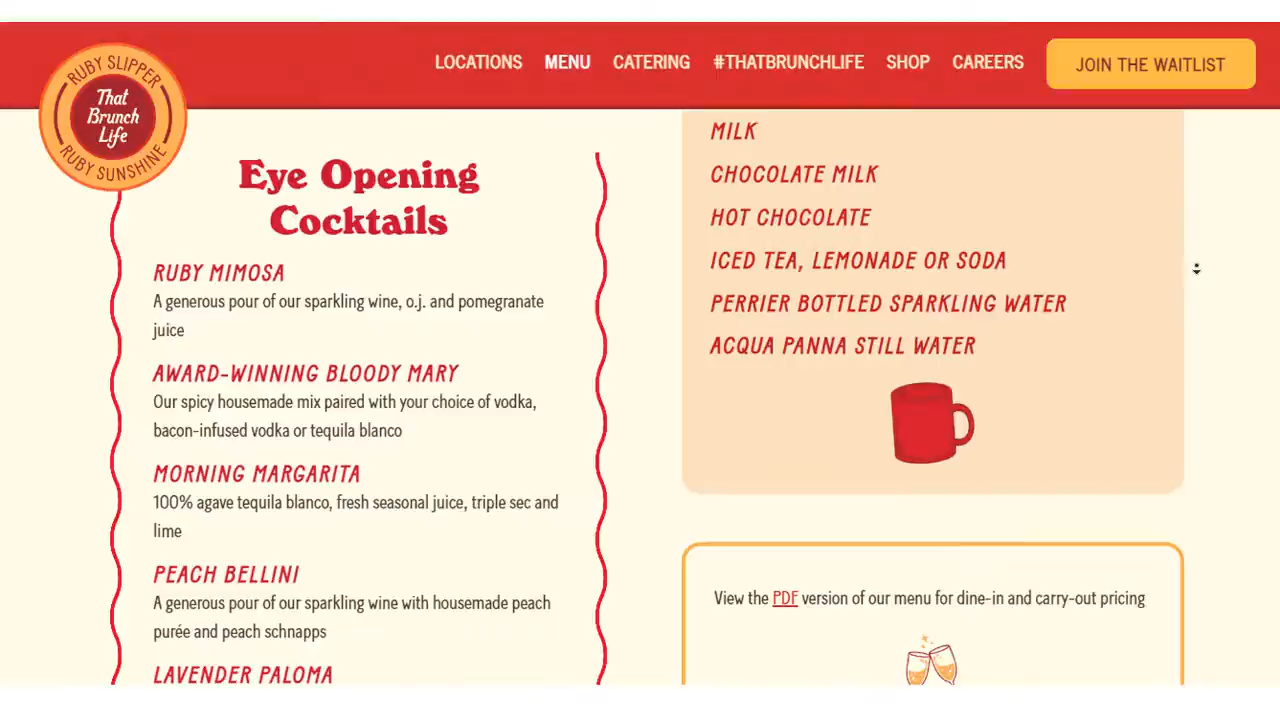 RUBY SLIPPER
That
Brunch
Life
RUBY SUNSHINE
LOCATIONS MENU CATERING #THATBRUNCHLIFE SHOP CAREERS JOIN THE WAITLIST
Eye Opening
Cocktails
RUBY MIMOSA
A generous pour of our sparkling wine, o.j. and pomegranate
juice
AWARD-WINNING BLOODY MARY
Our spicy housemade mix paired with your choice of vodka,
bacon-infused vodka or tequila blanco
MORNING MARGARITA
100% agave tequila blanco, fresh seasonal juice, triple sec and
lime
PEACH BELLINI
A generous pour of our sparkling wine with housemade peach
purée and peach schnapps
LAVENDER PALOMA
MILK
CHOCOLATE MILK
HOT CHOCOLATE
ICED TEA, LEMONADE OR SODA
PERRIER BOTTLED SPARKLING WATER
ACQUA PANNA STILL WATER
View the PDF version of our menu for dine-in and carry-out pricing